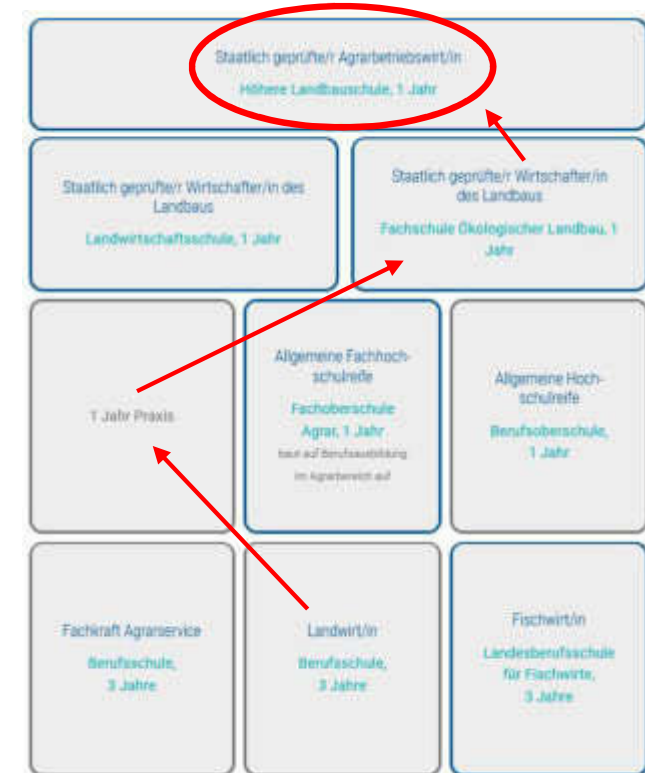 Staatlich geprüfte/r Agrarbetriebswirt/in
Höhere Landbauschule, 1 Jahr
Staatlich geprüfte/r Wirtschafter/in des
Landbaus
Landwirtschaftsschule, 1 Jahr
Staatlich geprüfte/r Wirtschafter/in
des Landbaus
Fachschule Ökologischer Landbau, 1
Jahr
1 Jahr Praxis
Allgemeine Fachhoch-
schulreife
Fachoberschule
Agrar, 1 Jahr
baut auf Berufsausbildung
im Agrarbereich auf
Allgemeine Hoch-
schulreife
Berufsoberschule,
1 Jahr
Fachkraft Agrarservice
Berufsschule,
3 Jahre
Landwirt/in
Berufsschule,
3 Jahre
Fischwirt/in
Landesberufsschule
für Fischwirte,
3 Jahre